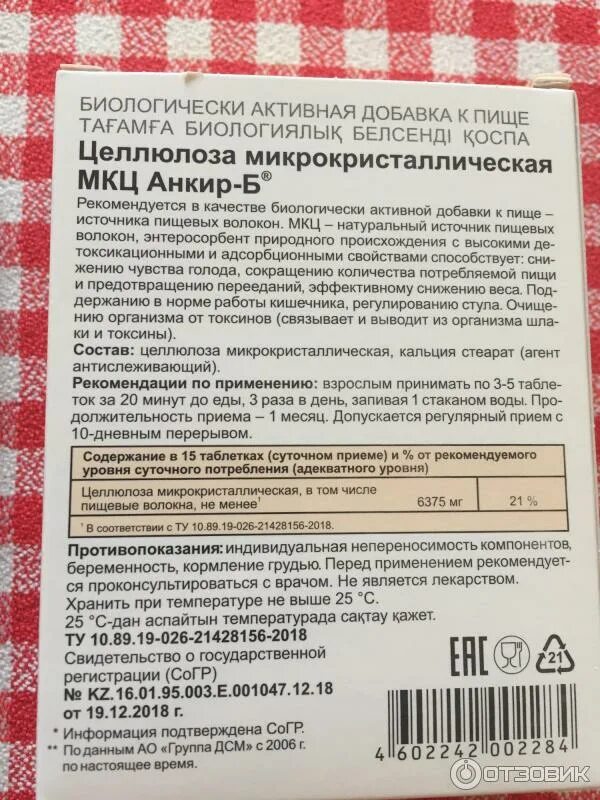 БИОЛОГИЧЕСКИ АКТИВНАЯ ДОБАВКА К ПИЩЕ
ТАҒАМҒА БИОЛОГИЯЛЫҚ БЕЛСЕНДІ ҚОСПА
Целлюлоза микрокристаллическая
МКЦ Анкир-Б®
Рекомендуется в качестве биологически активной добавки к пище –
источника пищевых волокон. МКЦ – натуральный источник пищевых
волокон, энтеросорбент природного происхождения с высокими де-
токсикационными и адсорбционными свойствами способствует: сни-
жению чувства голода, сокращению количества потребляемой пищи
и предотвращению перееданий, эффективному снижению веса. Под-
держанию в норме работы кишечника, регулированию стула. Очище-
нию организма от токсинов (связывает и выводит из организма шла-
ки и токсины).
Состав: целлюлоза микрокристаллическая, кальция стеарат (агент
антислеживающий).
Рекомендации по применению: взрослым принимать по 3-5 табле-
ток за 20 минут до еды, 3 раза в день, запивая 1 стаканом воды. Про-
должительность приема – 1 месяц. Допускается регулярный прием с
10-дневным перерывом.
Содержание в 15 таблетках (суточном приеме) и % от рекомендуемого
уровня суточного потребления (адекватного уровня)
Целлюлоза микрокристаллическая, в том числе
пищевые волокна, не менее¹ 6375 мг 21 %
¹ В соответствии с ТУ 10.89.19-026-21428156-2018.
Противопоказания: индивидуальная непереносимость компонентов,
беременность, кормление грудью. Перед применением рекомендует-
ся проконсультироваться с врачом. Не является лекарством.
Хранить при температуре не выше 25 °С.
25 °С-дан аспайтын температурада сақтау қажет.
ТУ 10.89.19-026-21428156-2018
Свидетельство о государственной
регистрации (СоГР)
№ KZ.16.01.95.003.E.001047.12.18
от 19.12.2018 г.
* Информация подтверждена СоГР.
** По данным АО «Группа ДСМ» с 2006 г.
по настоящее время.
EAC
21
4 602242 002284
ОТЗОВИК